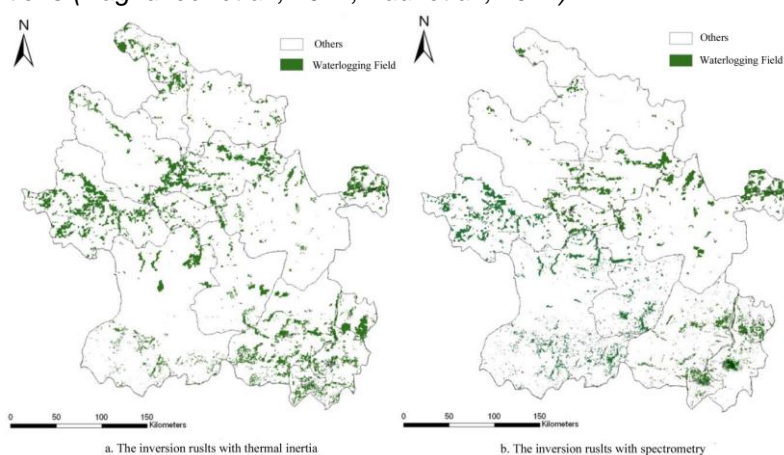 N
Others
Waterlogging Field
0 50 100 150
Kilometers
a. The inversion ruslts with thermal inertia
N
Others
Waterlogging Field
0 50 100 150
Kilometers
b. The inversion ruslts with spectrometry